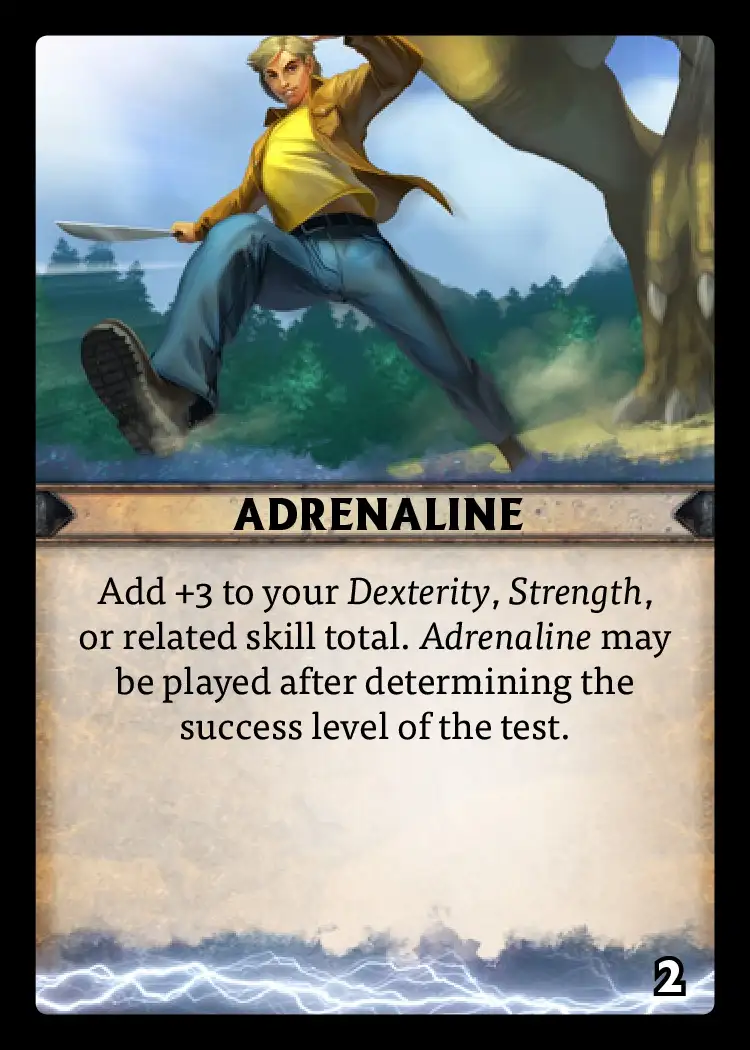 ADRENALINE
Add +3 to your Dexterity, Strength,
or related skill total. Adrenaline may
be played after determining the
success level of the test.
2